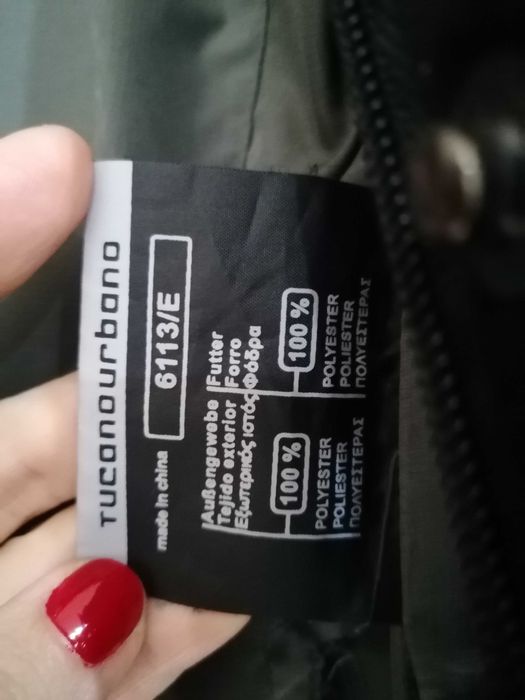 TUCANOURBANO
made in china
6113/E
Außengewebe
Tejido exterior
Εξωτερικός ιστός
100 %
POLYESTER
POLIESTER
ΠΟΛΥΕΣΤΕΡΑΣ
Futter
Forro
Φόδρα
100 %
POLYESTER
POLIESTER
ΠΟΛΥΕΣΤΕΡΑΣ